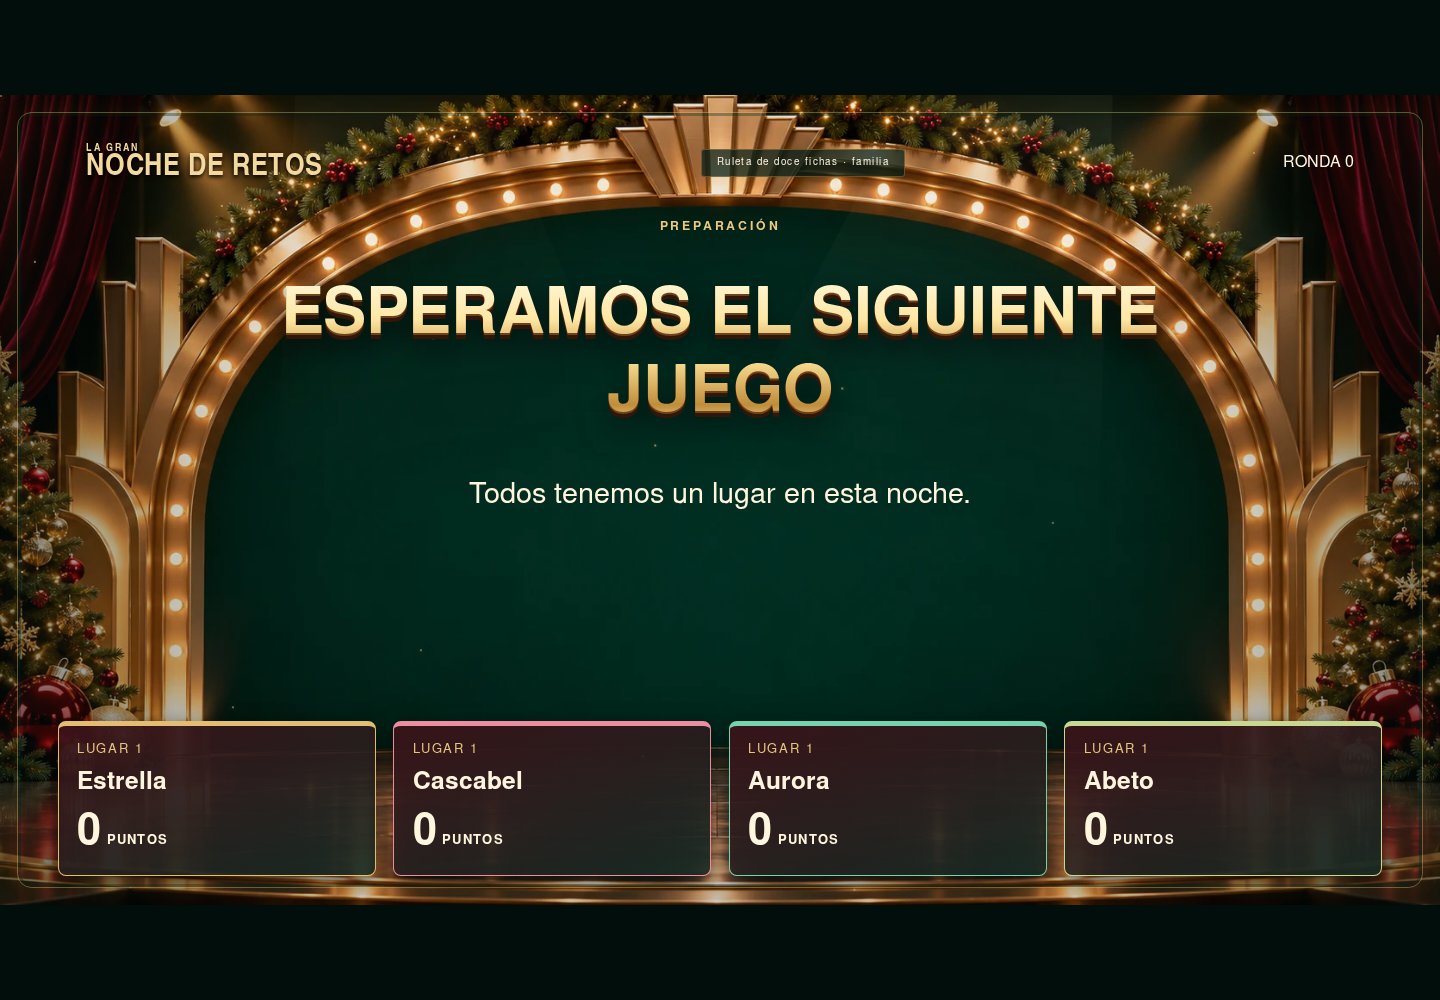 LA GRAN
NOCHE DE RETOS
Ruleta de doce fichas · familia
RONDA 0
PREPARACIÓN
ESPERAMOS EL SIGUIENTE
JUEGO
Todos tenemos un lugar en esta noche.
LUGAR 1
Estrella
0 PUNTOS
LUGAR 1
Cascabel
0 PUNTOS
LUGAR 1
Aurora
0 PUNTOS
LUGAR 1
Abeto
0 PUNTOS